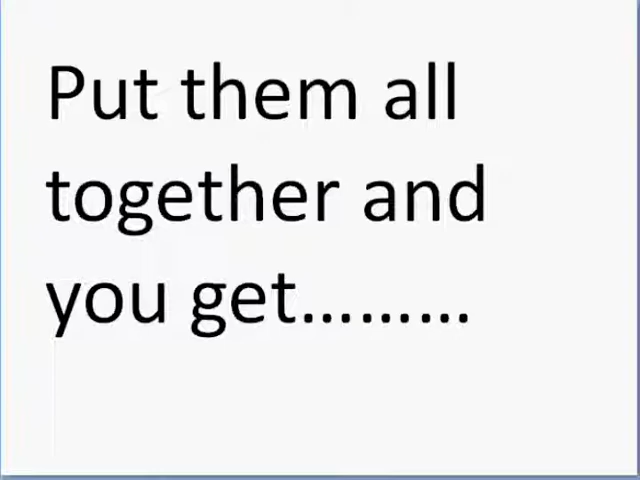 Put them all
together and
you get………